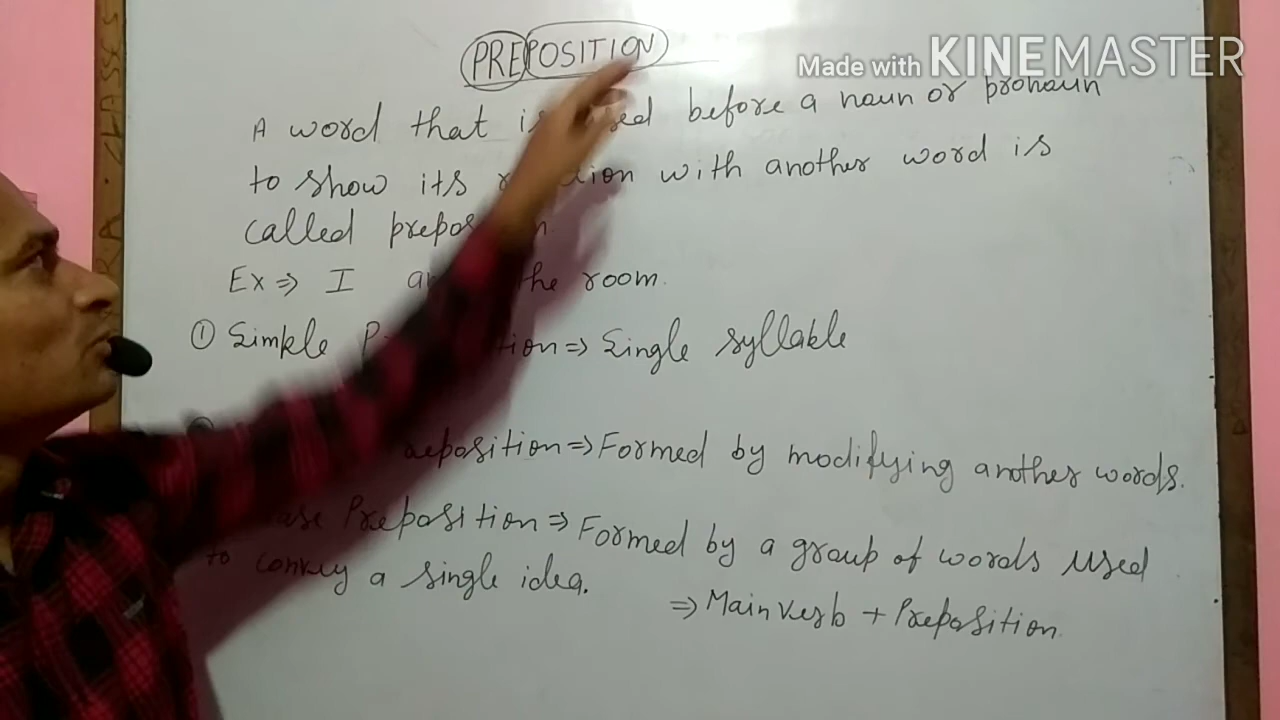 PREPOSITION
Made with KINEMASTER
A word that is used before a noun or pronoun
to show its relation with another word is
called preposition.
Ex ⇒ I the room.
① Simple Preposition ⇒ Single syllable
Preposition ⇒ Formed by modifying another words.
Preposition ⇒ Formed by a group of words used
to convey a single idea.
⇒ Main verb + Preposition
CLASSES